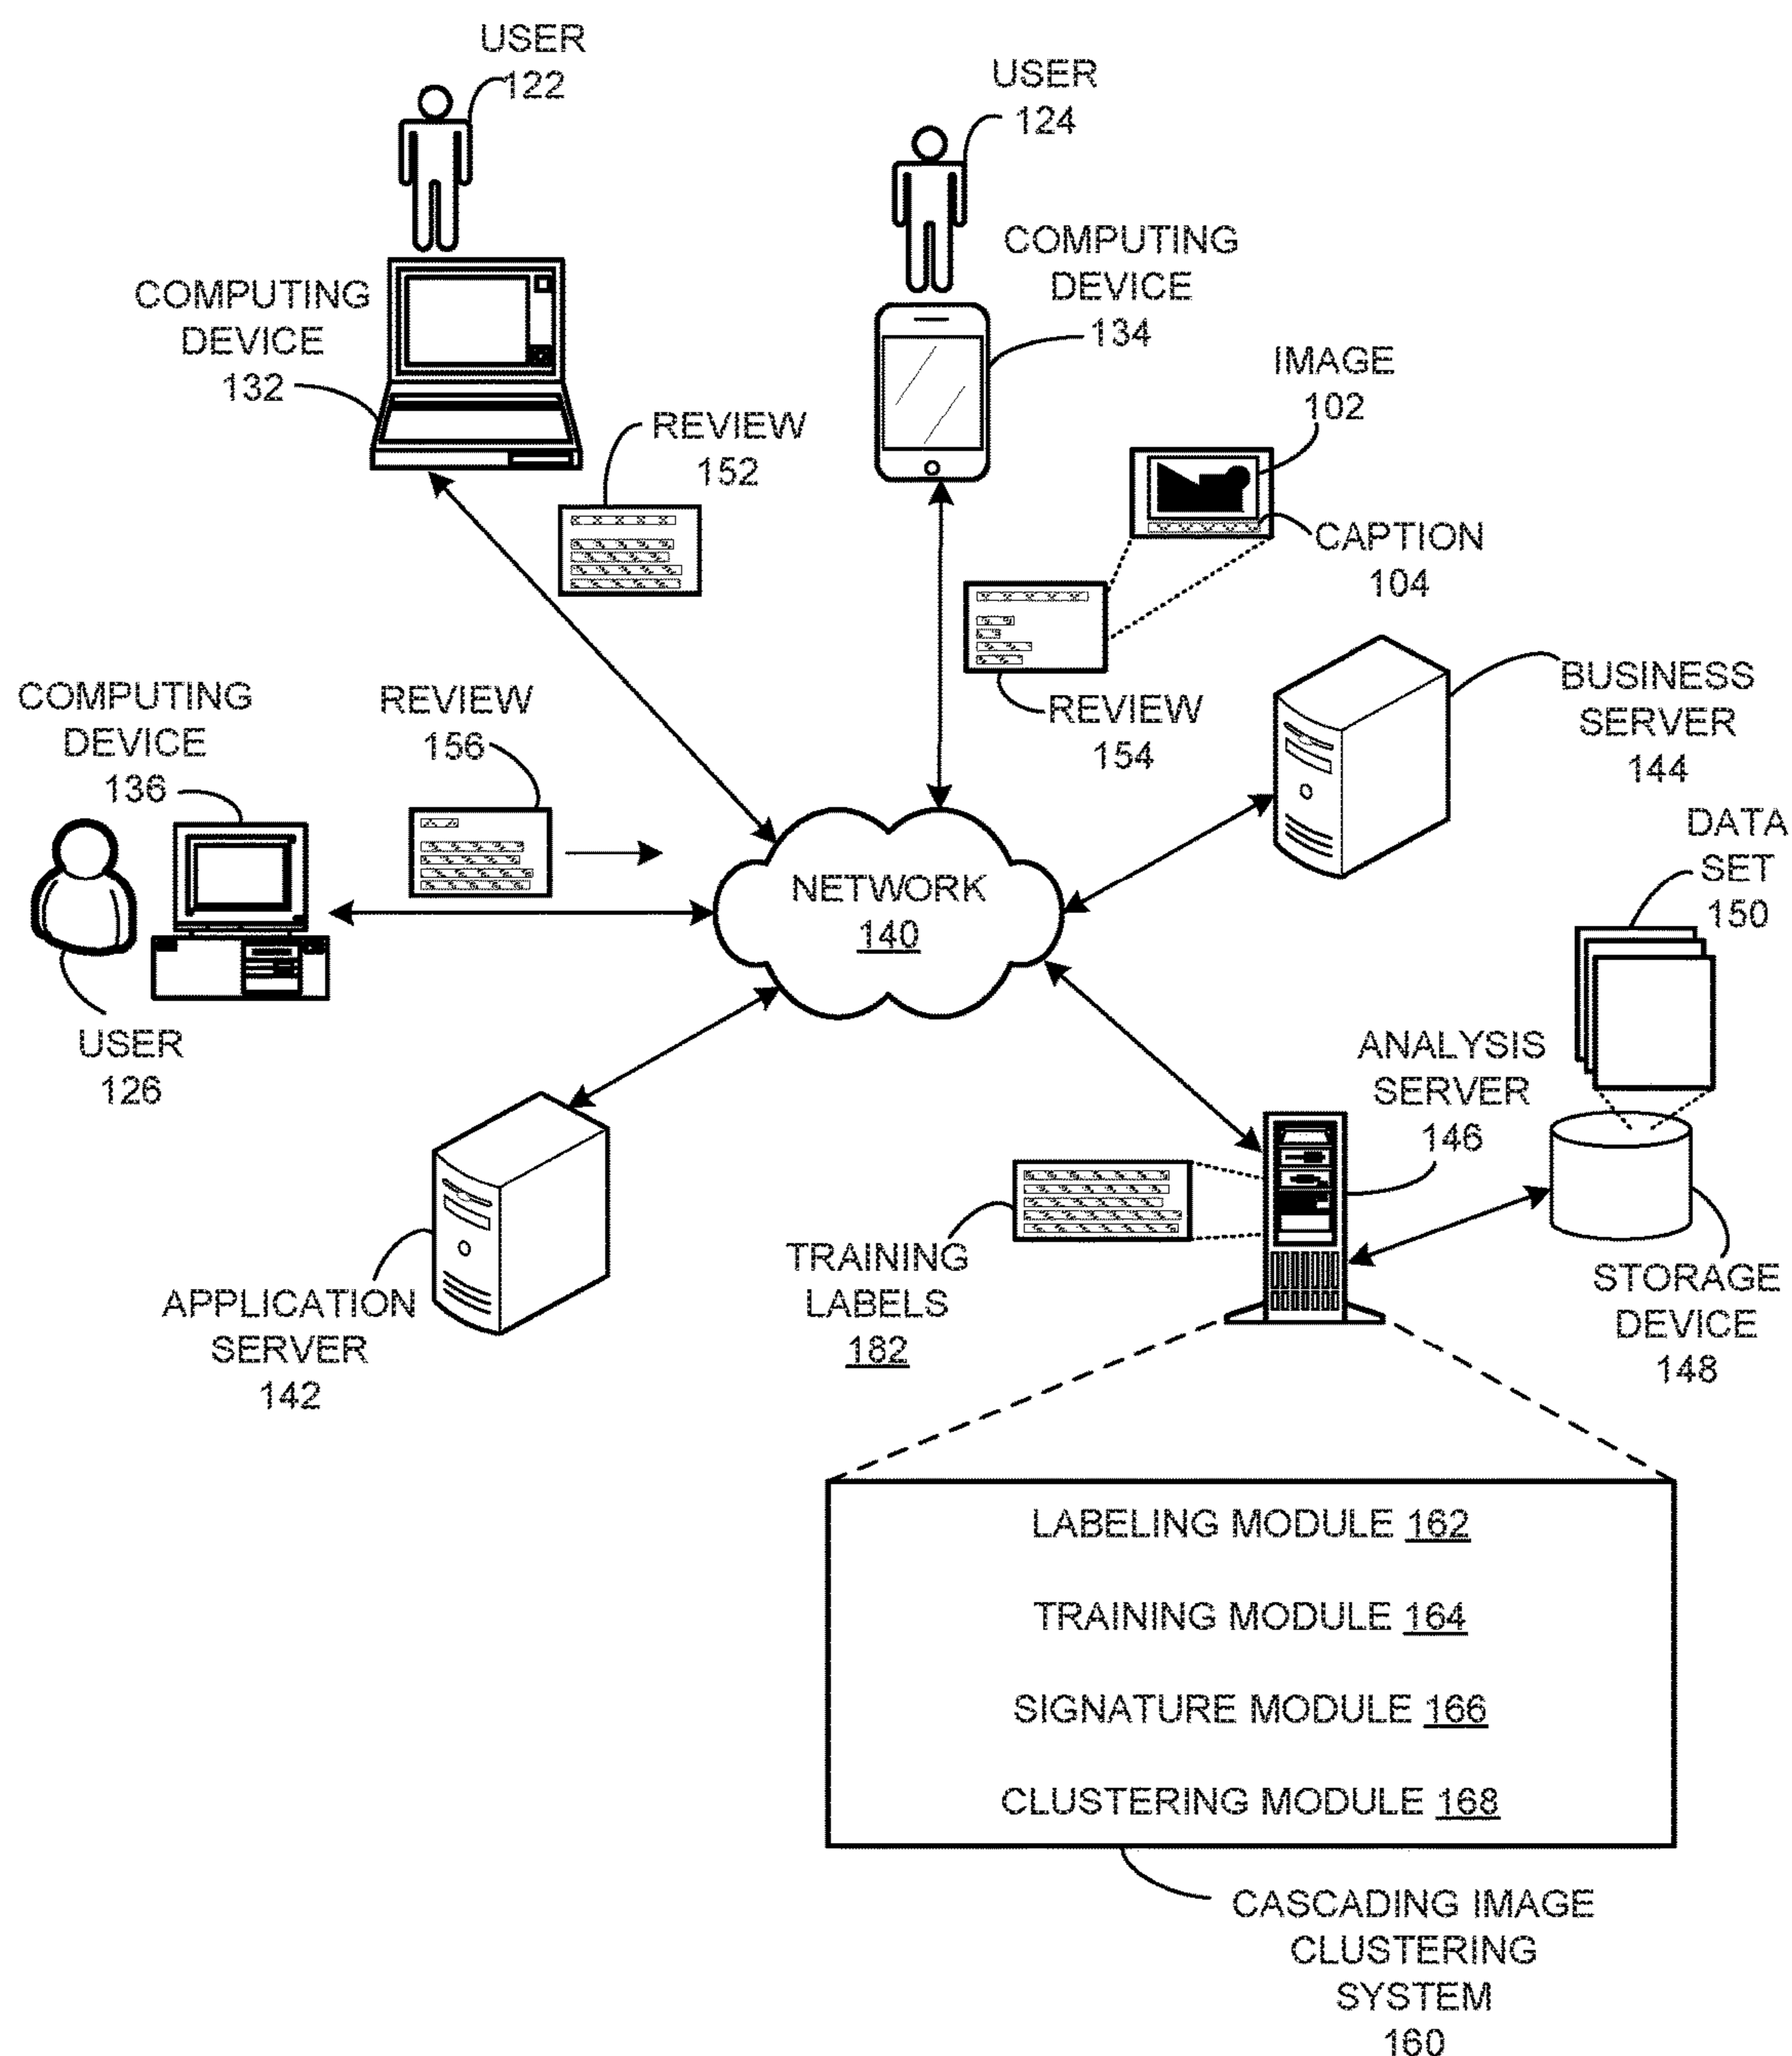 USER
122
USER
124
COMPUTING
DEVICE
132
COMPUTING
DEVICE
134
IMAGE
102
REVIEW
152
CAPTION
104
COMPUTING
DEVICE
136
REVIEW
156
REVIEW
154
BUSINESS
SERVER
144
DATA
SET
150
NETWORK
140
USER
126
ANALYSIS
SERVER
146
APPLICATION
SERVER
142
TRAINING
LABELS
182
STORAGE
DEVICE
148
LABELING MODULE 162
TRAINING MODULE 164
SIGNATURE MODULE 166
CLUSTERING MODULE 168
CASCADING IMAGE
CLUSTERING
SYSTEM
160